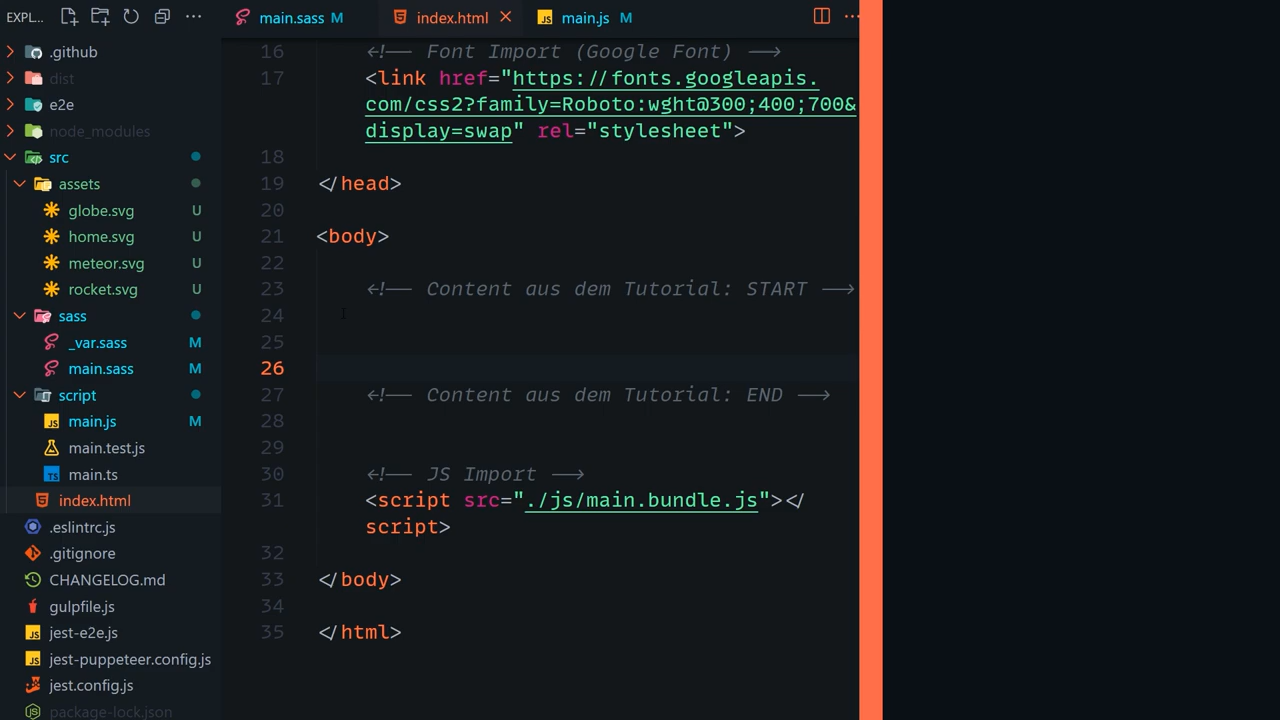 EXPL...
.github
dist
e2e
node_modules
src
assets
globe.svg U
home.svg U
meteor.svg U
rocket.svg U
sass
_var.sass M
main.sass M
script
main.js M
main.test.js
main.ts
index.html
.eslintrc.js
.gitignore
CHANGELOG.md
gulpfile.js
jest-e2e.js
jest-puppeteer.config.js
jest.config.js
package-lock.json
main.sass M index.html main.js M
16 <!-- Font Import (Google Font) -->
17 <link href="https://fonts.googleapis.
com/css2?family=Roboto:wght@300;400;700&
display=swap" rel="stylesheet">
18
19 </head>
20
21 <body>
22
23 <!-- Content aus dem Tutorial: START -->
24
25
26
27 <!-- Content aus dem Tutorial: END -->
28
29
30 <!-- JS Import -->
31 <script src="./js/main.bundle.js"></
script>
32
33 </body>
34
35 </html>